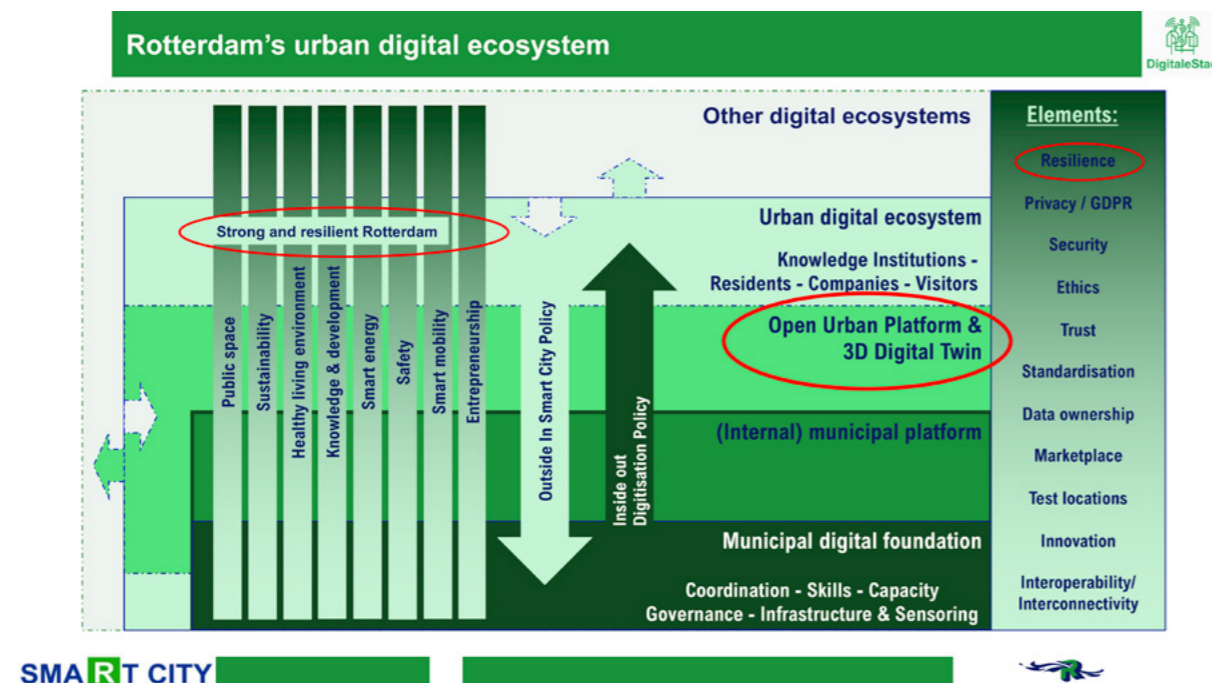 Rotterdam's urban digital ecosystem
Other digital ecosystems
Urban digital ecosystem
Knowledge Institutions -
Residents - Companies - Visitors
Open Urban Platform &
3D Digital Twin
(Internal) municipal platform
Municipal digital foundation
Coordination - Skills - Capacity
Governance - Infrastructure & Sensoring
Strong and resilient Rotterdam
Public space
Sustainability
Healthy living environment
Knowledge & development
Smart energy
Safety
Smart mobility
Entrepreneurship
Outside In Smart City Policy
Inside out
Digitisation Policy
Elements:
Resilience
Privacy / GDPR
Security
Ethics
Trust
Standardisation
Data ownership
Marketplace
Test locations
Innovation
Interoperability/
Interconnectivity
SMART CITY
R